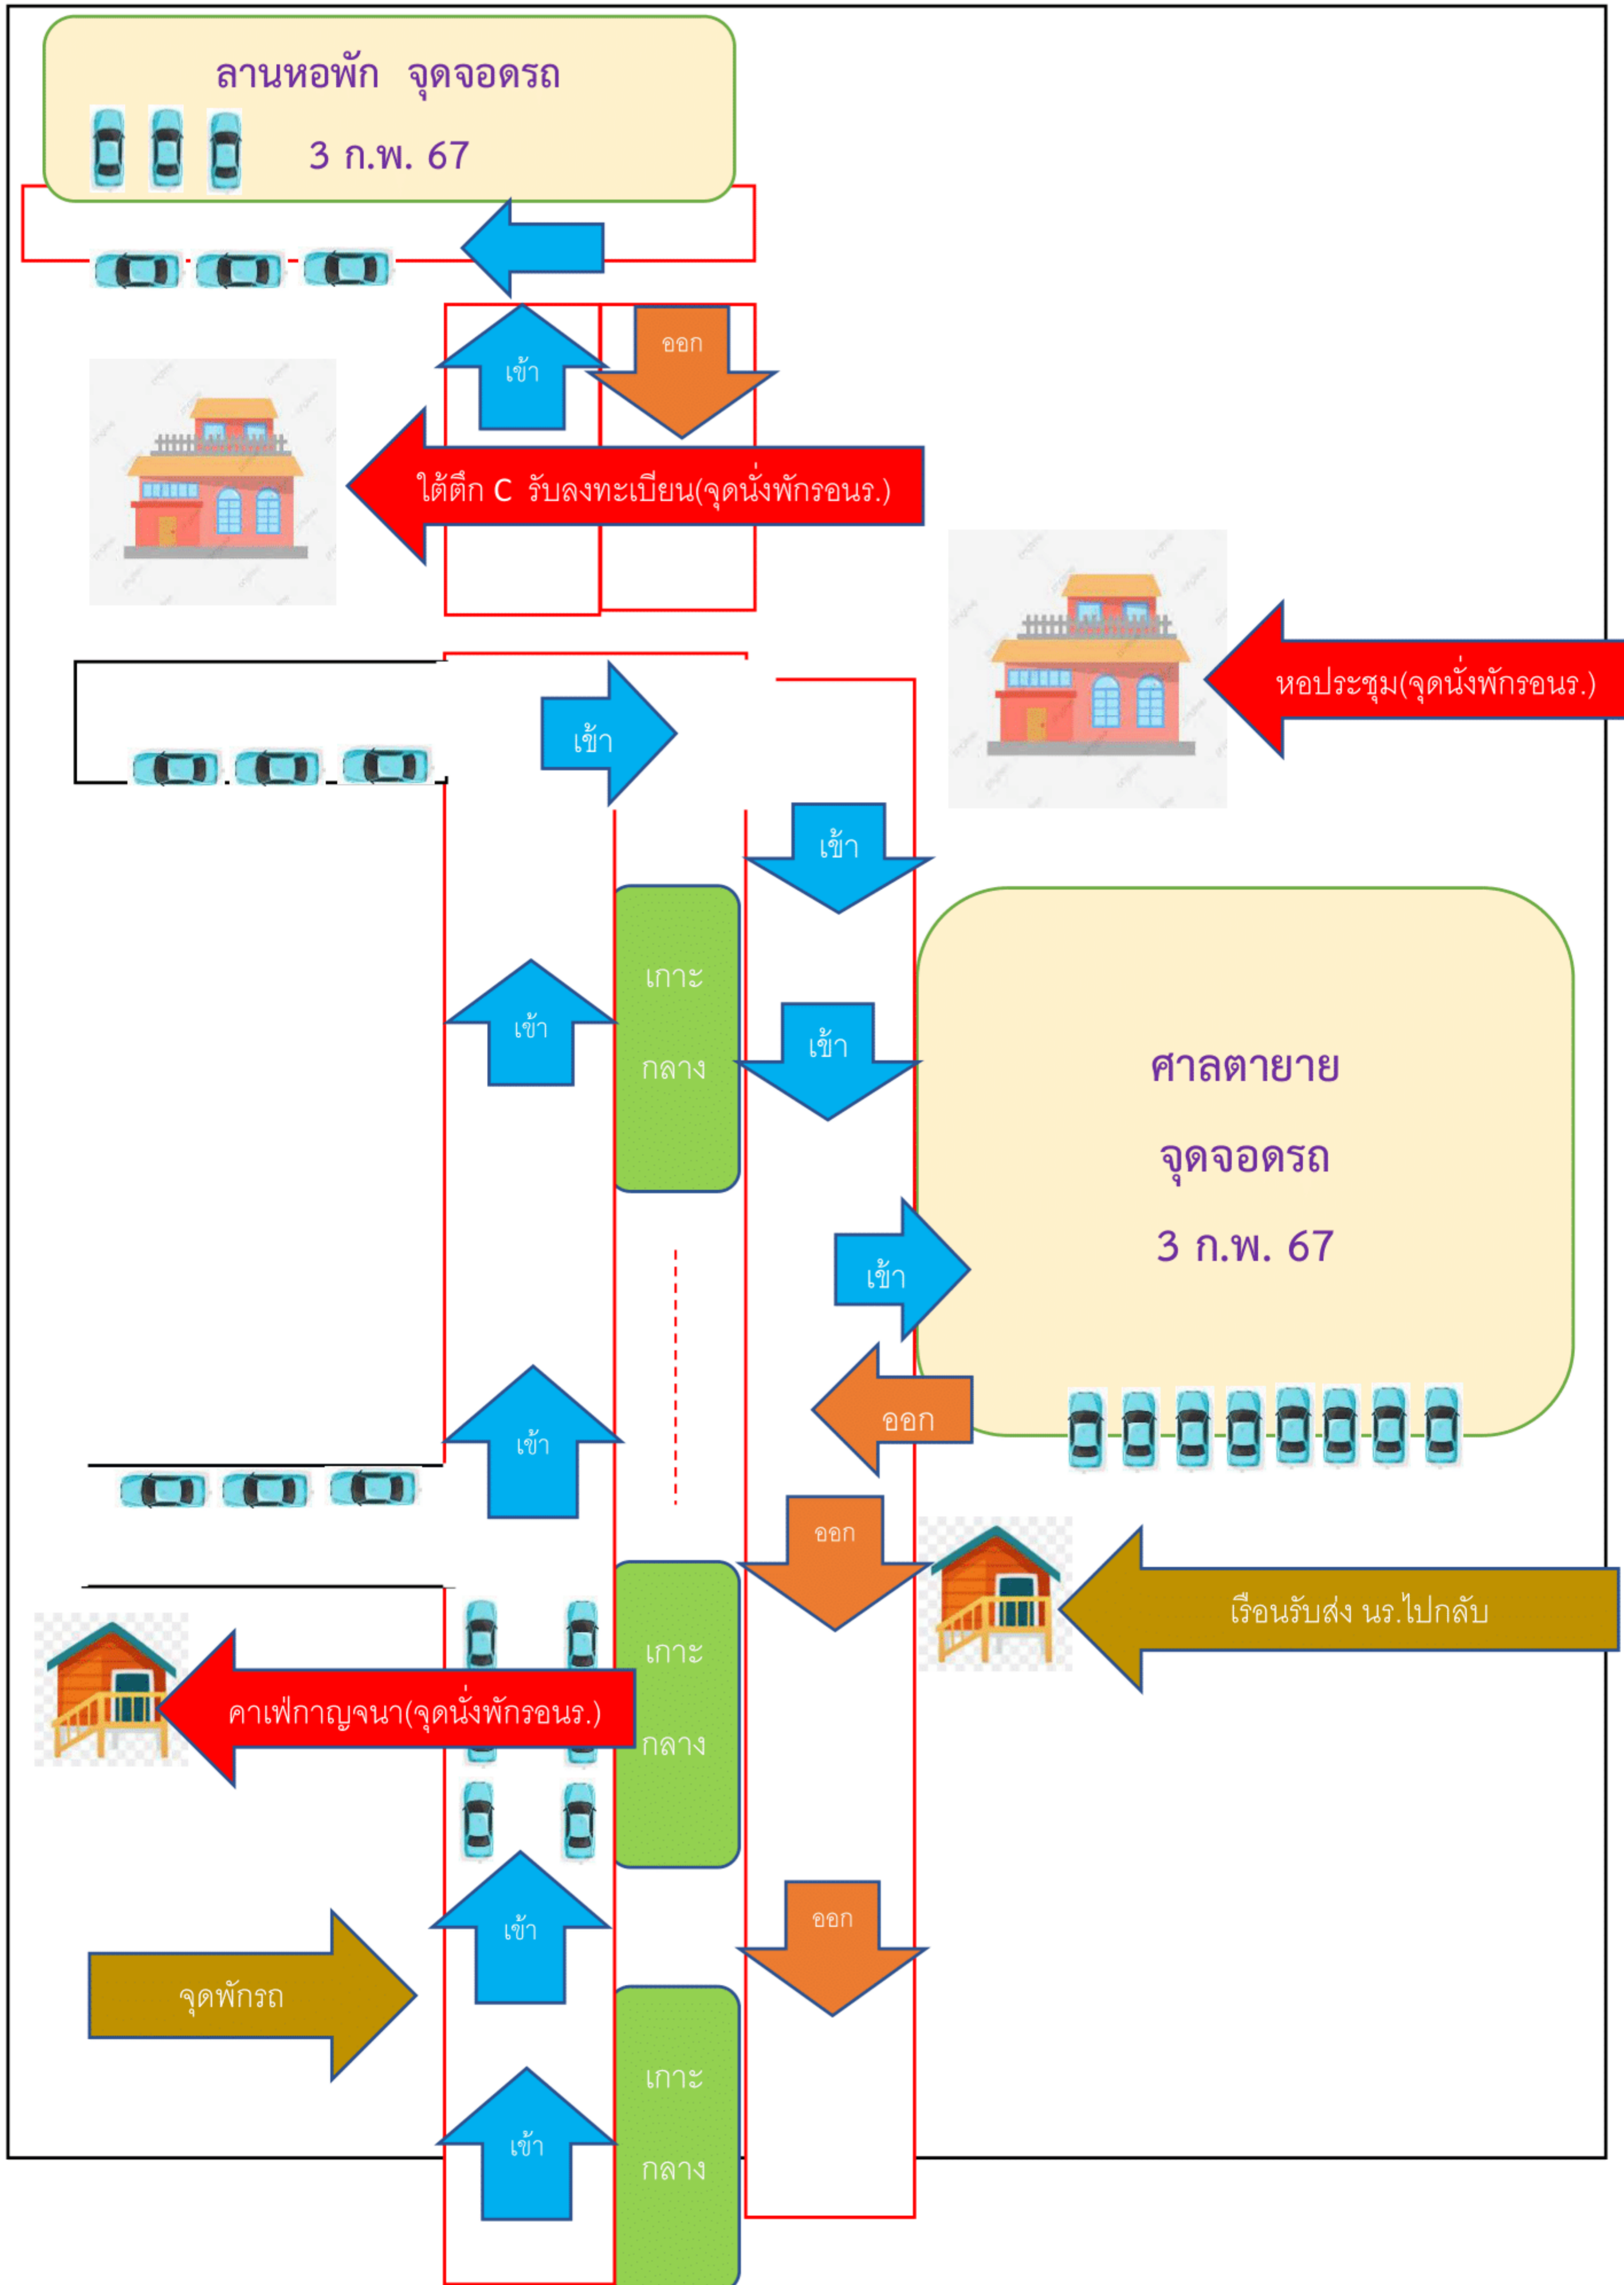 ลานหอพัก จุดจอดรถ
3 ก.พ. 67
เข้า
ออก
ใต้ตึก C รับลงทะเบียน(จุดนั่งพักรอนร.)
หอประชุม(จุดนั่งพักรอนร.)
เข้า
เข้า
เกาะ
กลาง
เข้า
เข้า
ศาลตายาย
จุดจอดรถ
3 ก.พ. 67
เข้า
ออก
เข้า
ออก
เรือนรับส่ง นร.ไปกลับ
เกาะ
กลาง
คาเฟ่กาญจนา(จุดนั่งพักรอนร.)
เข้า
ออก
จุดพักรถ
เกาะ
กลาง
เข้า